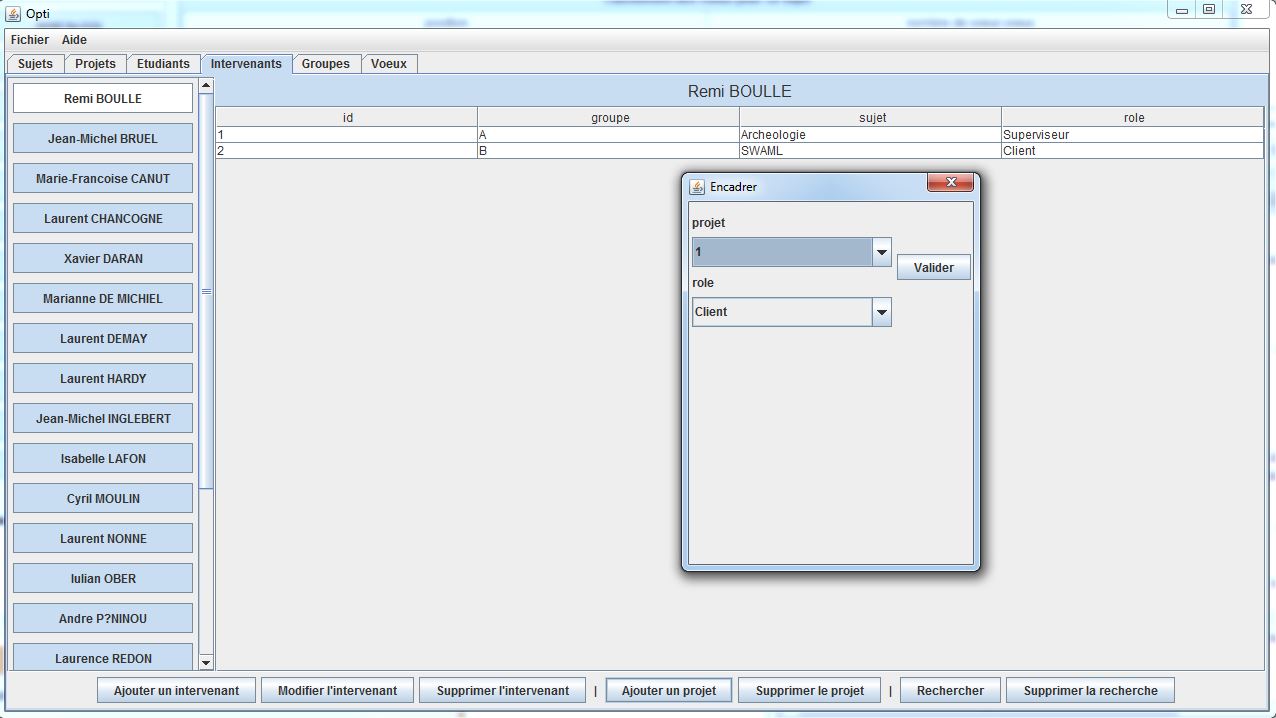 Opti
Fichier Aide
Sujets Projets Etudiants Intervenants Groupes Voeux
Remi BOULLE
Jean-Michel BRUEL
Marie-Francoise CANUT
Laurent CHANCOGNE
Xavier DARAN
Marianne DE MICHIEL
Laurent DEMAY
Laurent HARDY
Jean-Michel INGLEBERT
Isabelle LAFON
Cyril MOULIN
Laurent NONNE
Iulian OBER
Andre P?NINOU
Laurence REDON
Remi BOULLE
id groupe sujet role
1 A Archeologie Superviseur
2 B SWAML Client
Encadrer
projet
1
Valider
role
Client
Ajouter un intervenant Modifier l'intervenant Supprimer l'intervenant | Ajouter un projet Supprimer le projet | Rechercher Supprimer la recherche